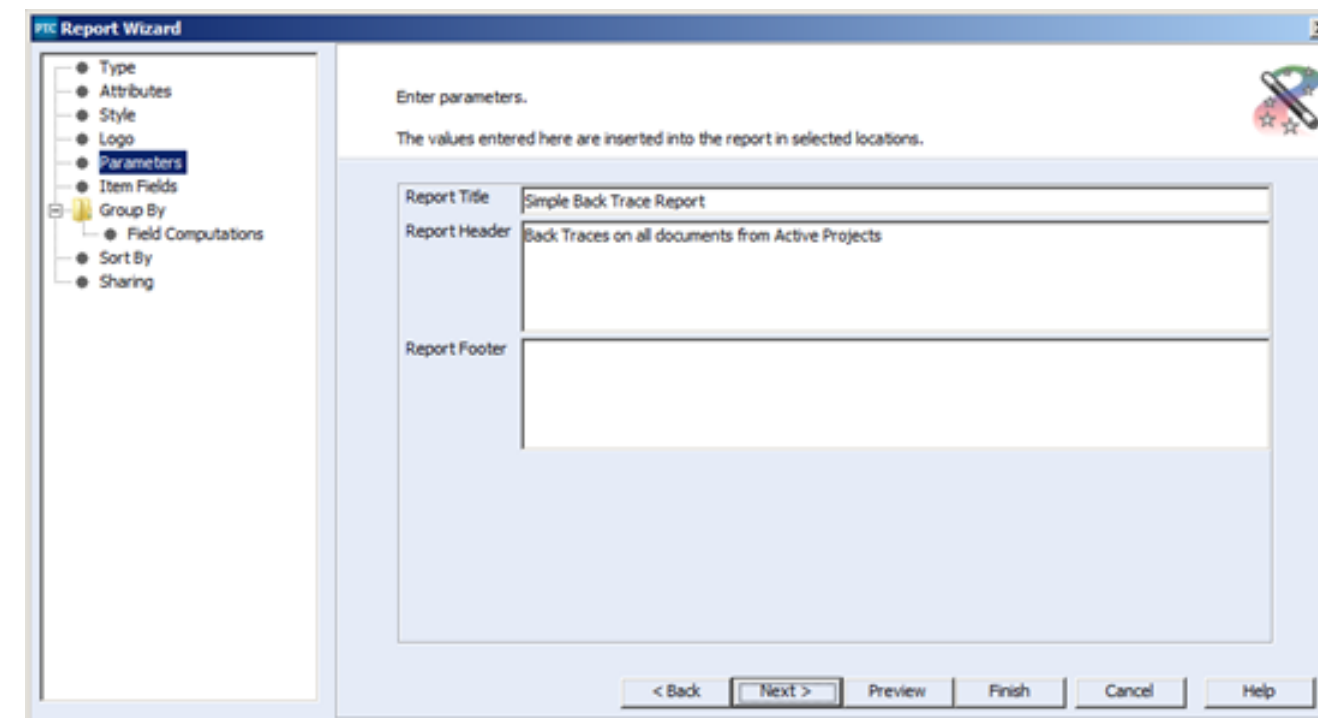 PTC Report Wizard
Type
Attributes
Style
Logo
Parameters
Item Fields
Group By
Field Computations
Sort By
Sharing
Enter parameters.
The values entered here are inserted into the report in selected locations.
Report Title Simple Back Trace Report
Report Header Back Traces on all documents from Active Projects
Report Footer
< Back Next > Preview Finish Cancel Help